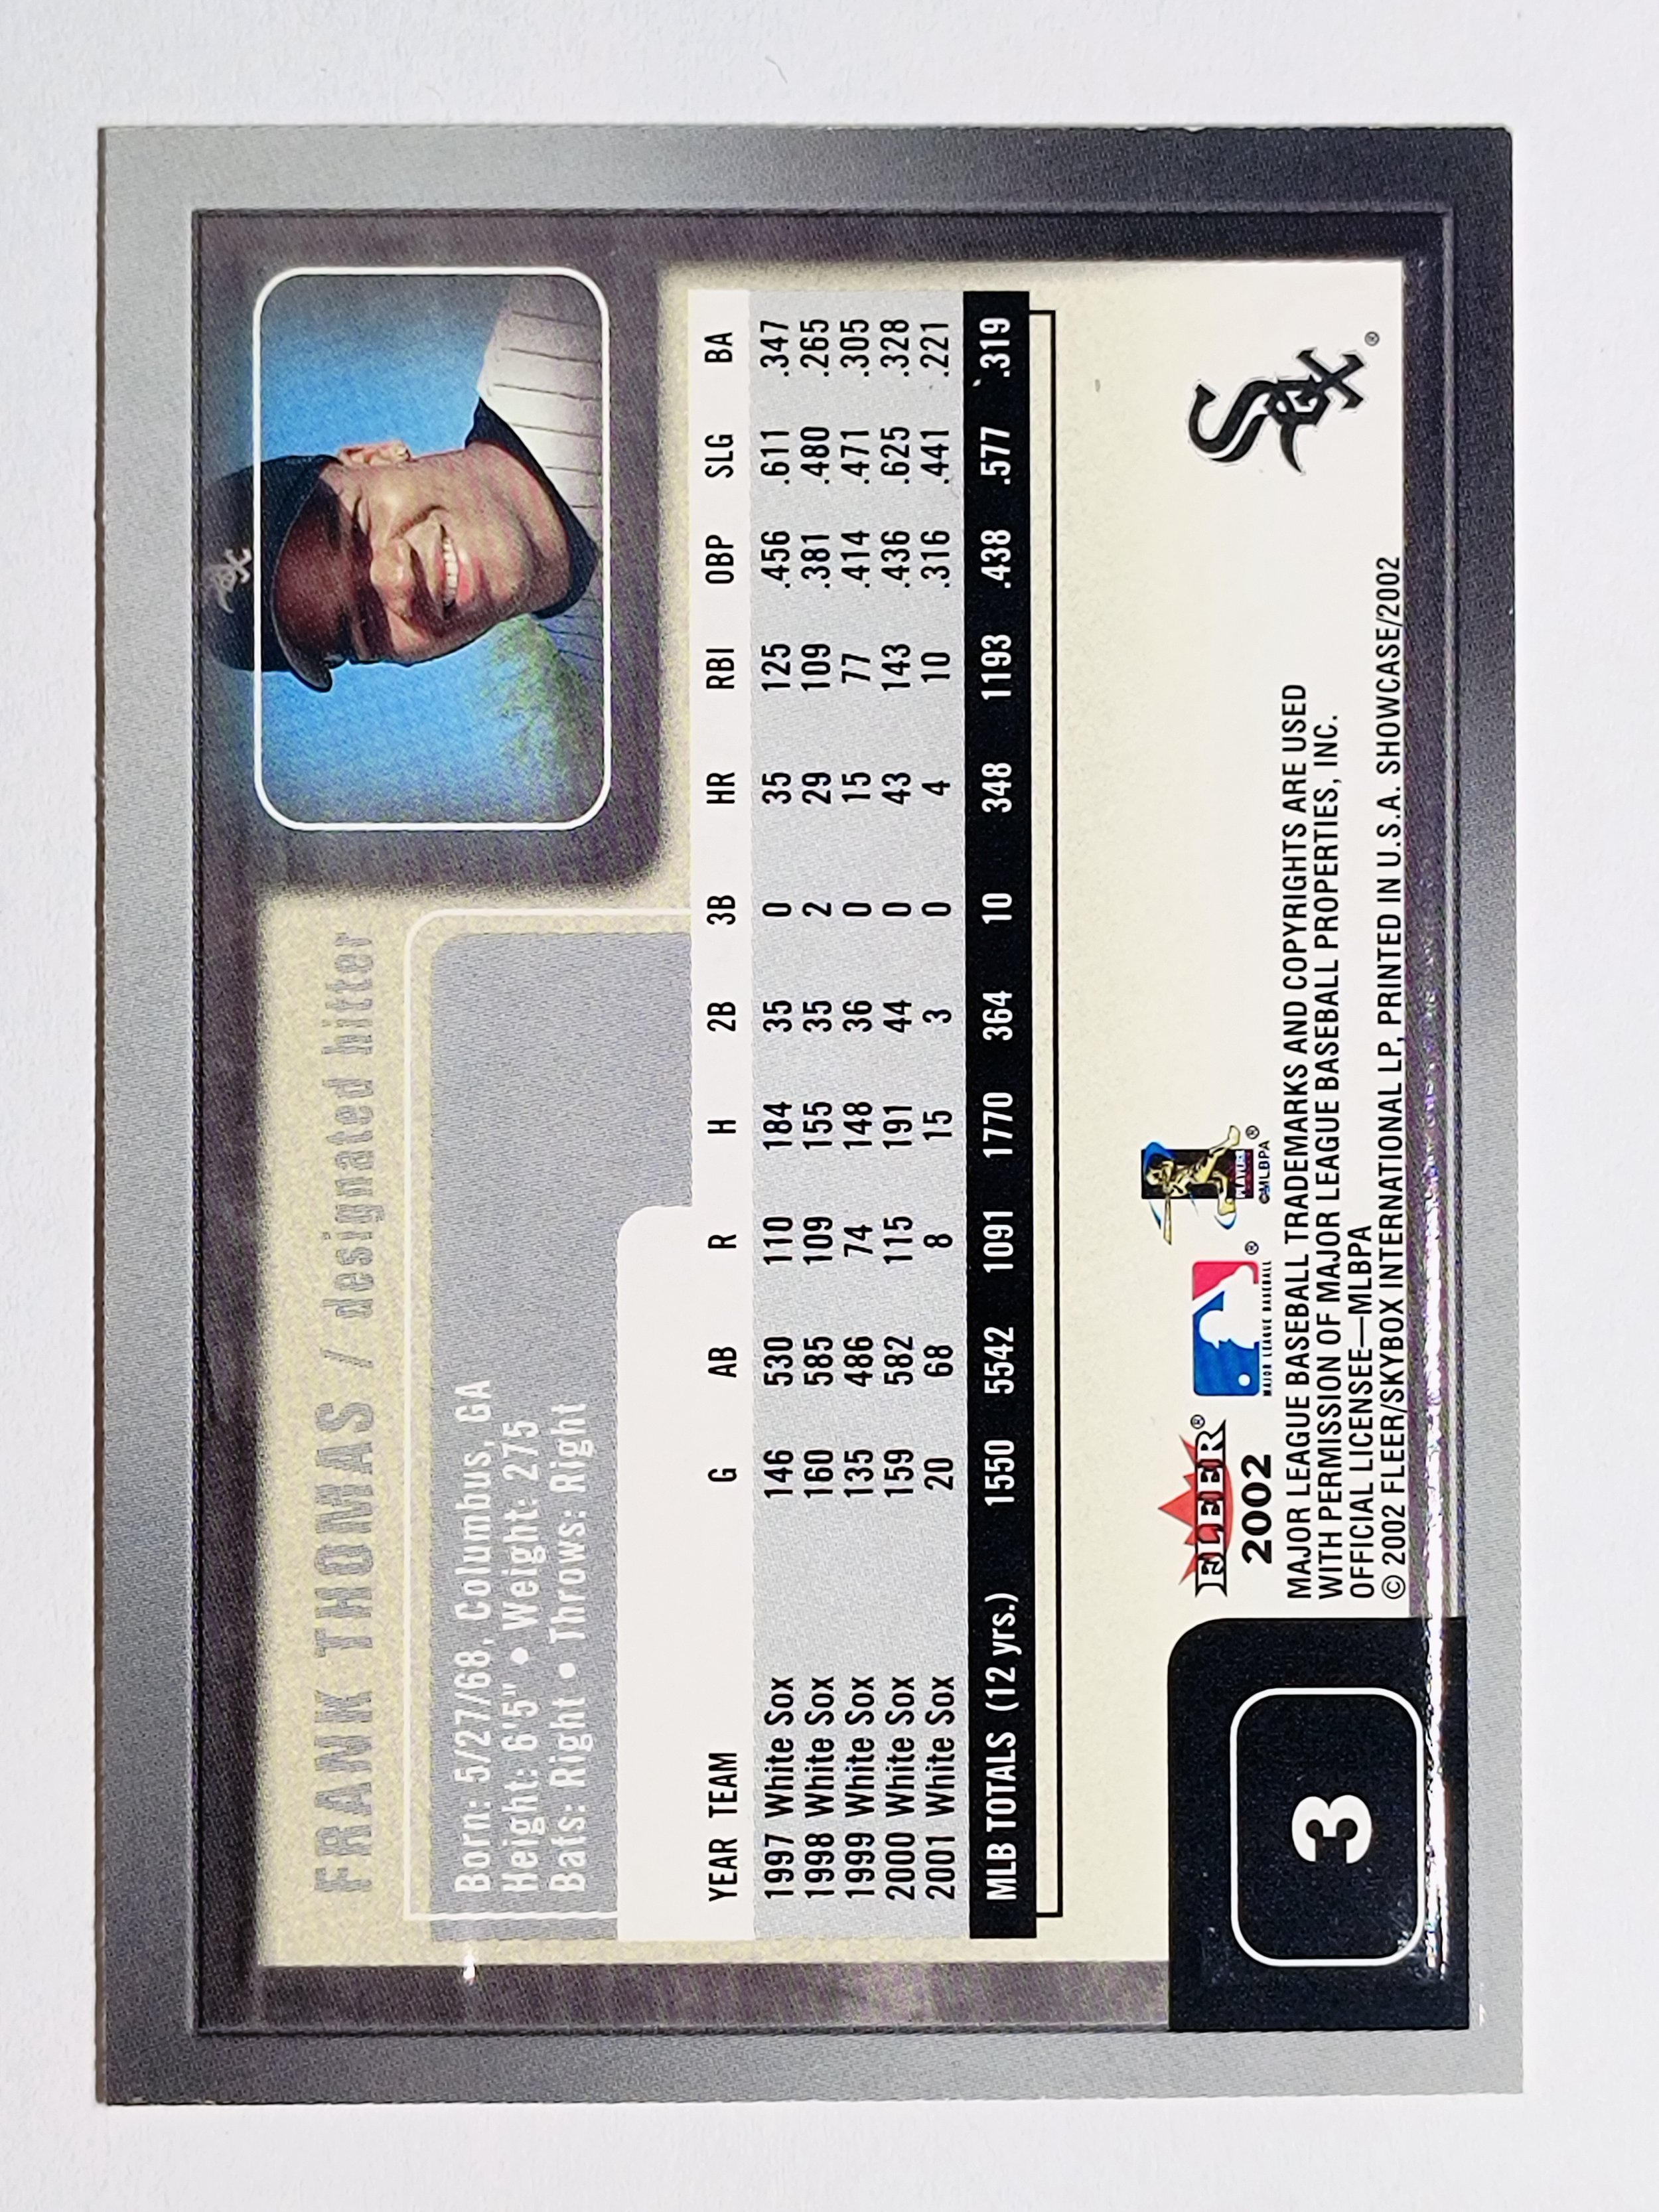 FRANK THOMAS / designated hitter
Born: 5/27/68, Columbus, GA
Height: 6'5" • Weight: 275
Bats: Right • Throws: Right
YEAR TEAM G AB R H 2B 3B HR RBI OBP SLG BA
1997 White Sox 146 530 110 184 35 0 35 125 .456 .611 .347
1998 White Sox 160 585 109 155 35 2 29 109 .381 .480 .265
1999 White Sox 135 486 74 148 36 0 15 77 .414 .471 .305
2000 White Sox 159 582 115 191 44 0 43 143 .436 .625 .328
2001 White Sox 20 68 8 15 3 0 4 10 .316 .441 .221
MLB TOTALS (12 yrs.) 1550 5542 1091 1770 364 10 348 1193 .438 .577 .319
3
FLEER®
2002
MAJOR LEAGUE BASEBALL ®
PLAYERS
©MLBPA ®
MAJOR LEAGUE BASEBALL TRADEMARKS AND COPYRIGHTS ARE USED
WITH PERMISSION OF MAJOR LEAGUE BASEBALL PROPERTIES, INC.
OFFICIAL LICENSEE—MLBPA
© 2002 FLEER/SKYBOX INTERNATIONAL LP, PRINTED IN U.S.A. SHOWCASE/2002
Sox ®
Sox